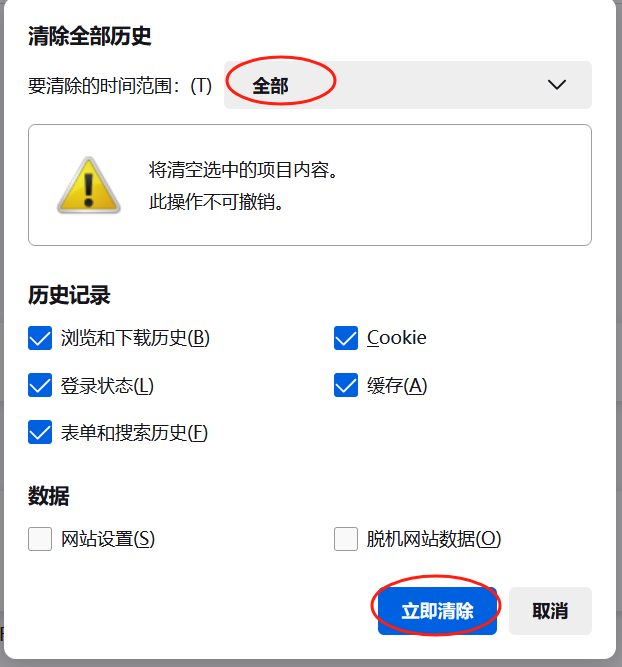 清除全部历史
要清除的时间范围：(T) 全部
将清空选中的项目内容。
此操作不可撤销。
历史记录
浏览和下载历史(B) Cookie
登录状态(L) 缓存(A)
表单和搜索历史(F)
数据
网站设置(S) 脱机网站数据(O)
立即清除 取消